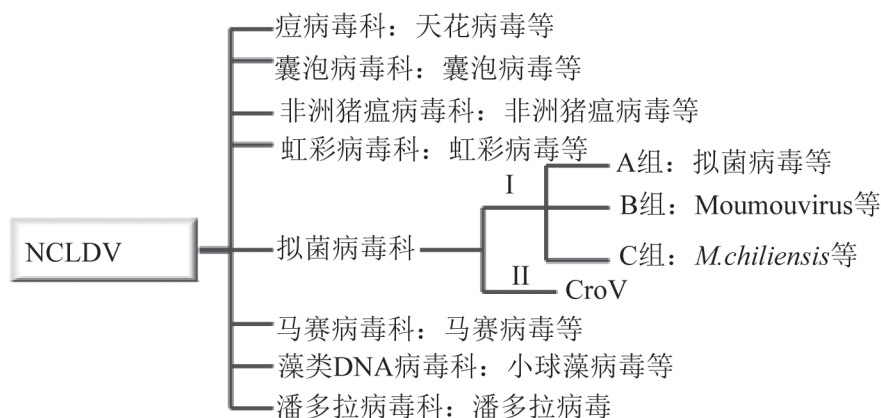 痘病毒科：天花病毒等
囊泡病毒科：囊泡病毒等
非洲猪瘟病毒科：非洲猪瘟病毒等
虹彩病毒科：虹彩病毒等
A组：拟菌病毒等
I
B组：Moumouvirus等
NCLDV
拟菌病毒科
C组：M.chiliensis等
II
CroV
马赛病毒科：马赛病毒等
藻类DNA病毒科：小球藻病毒等
潘多拉病毒科：潘多拉病毒